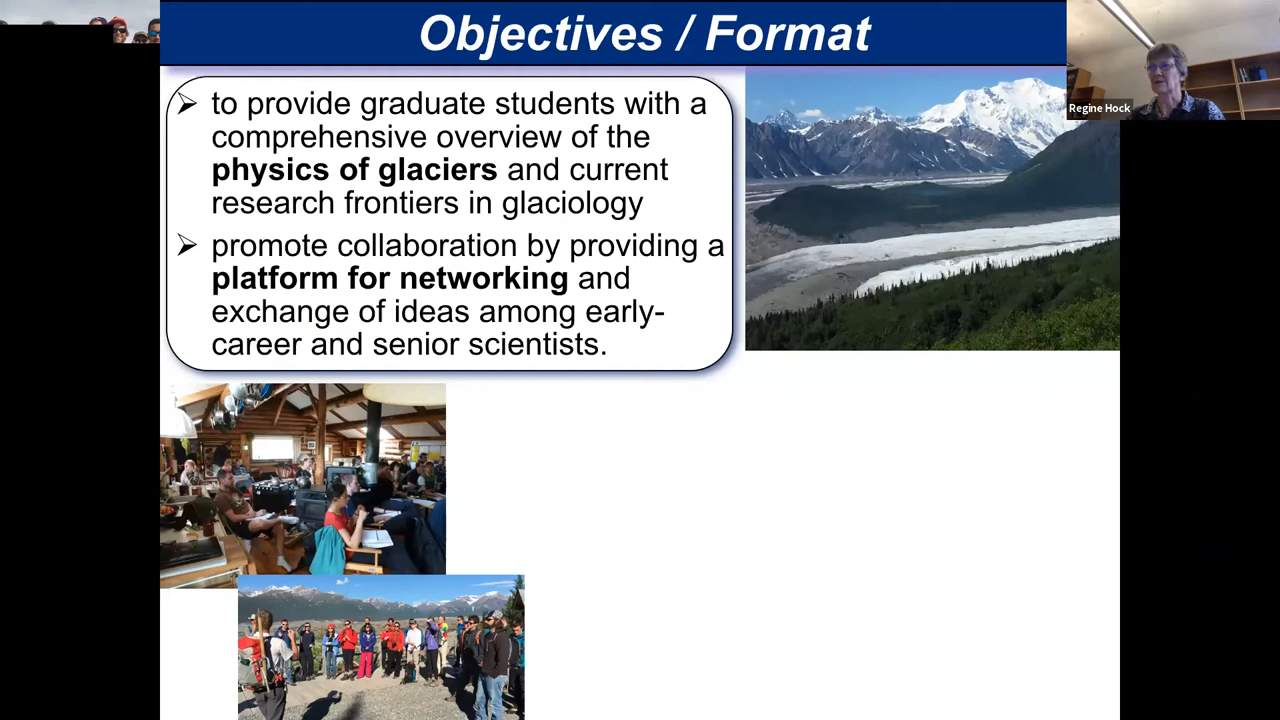 Objectives / Format
Regine Hock
➢ to provide graduate students with a
comprehensive overview of the
physics of glaciers and current
research frontiers in glaciology
➢ promote collaboration by providing a
platform for networking and
exchange of ideas among early-
career and senior scientists.